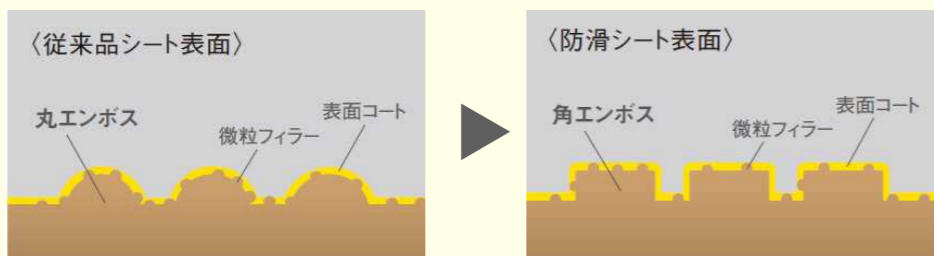 〈従来品シート表面〉
丸エンボス
微粒フィラー
表面コート
〈防滑シート表面〉
角エンボス
微粒フィラー
表面コート